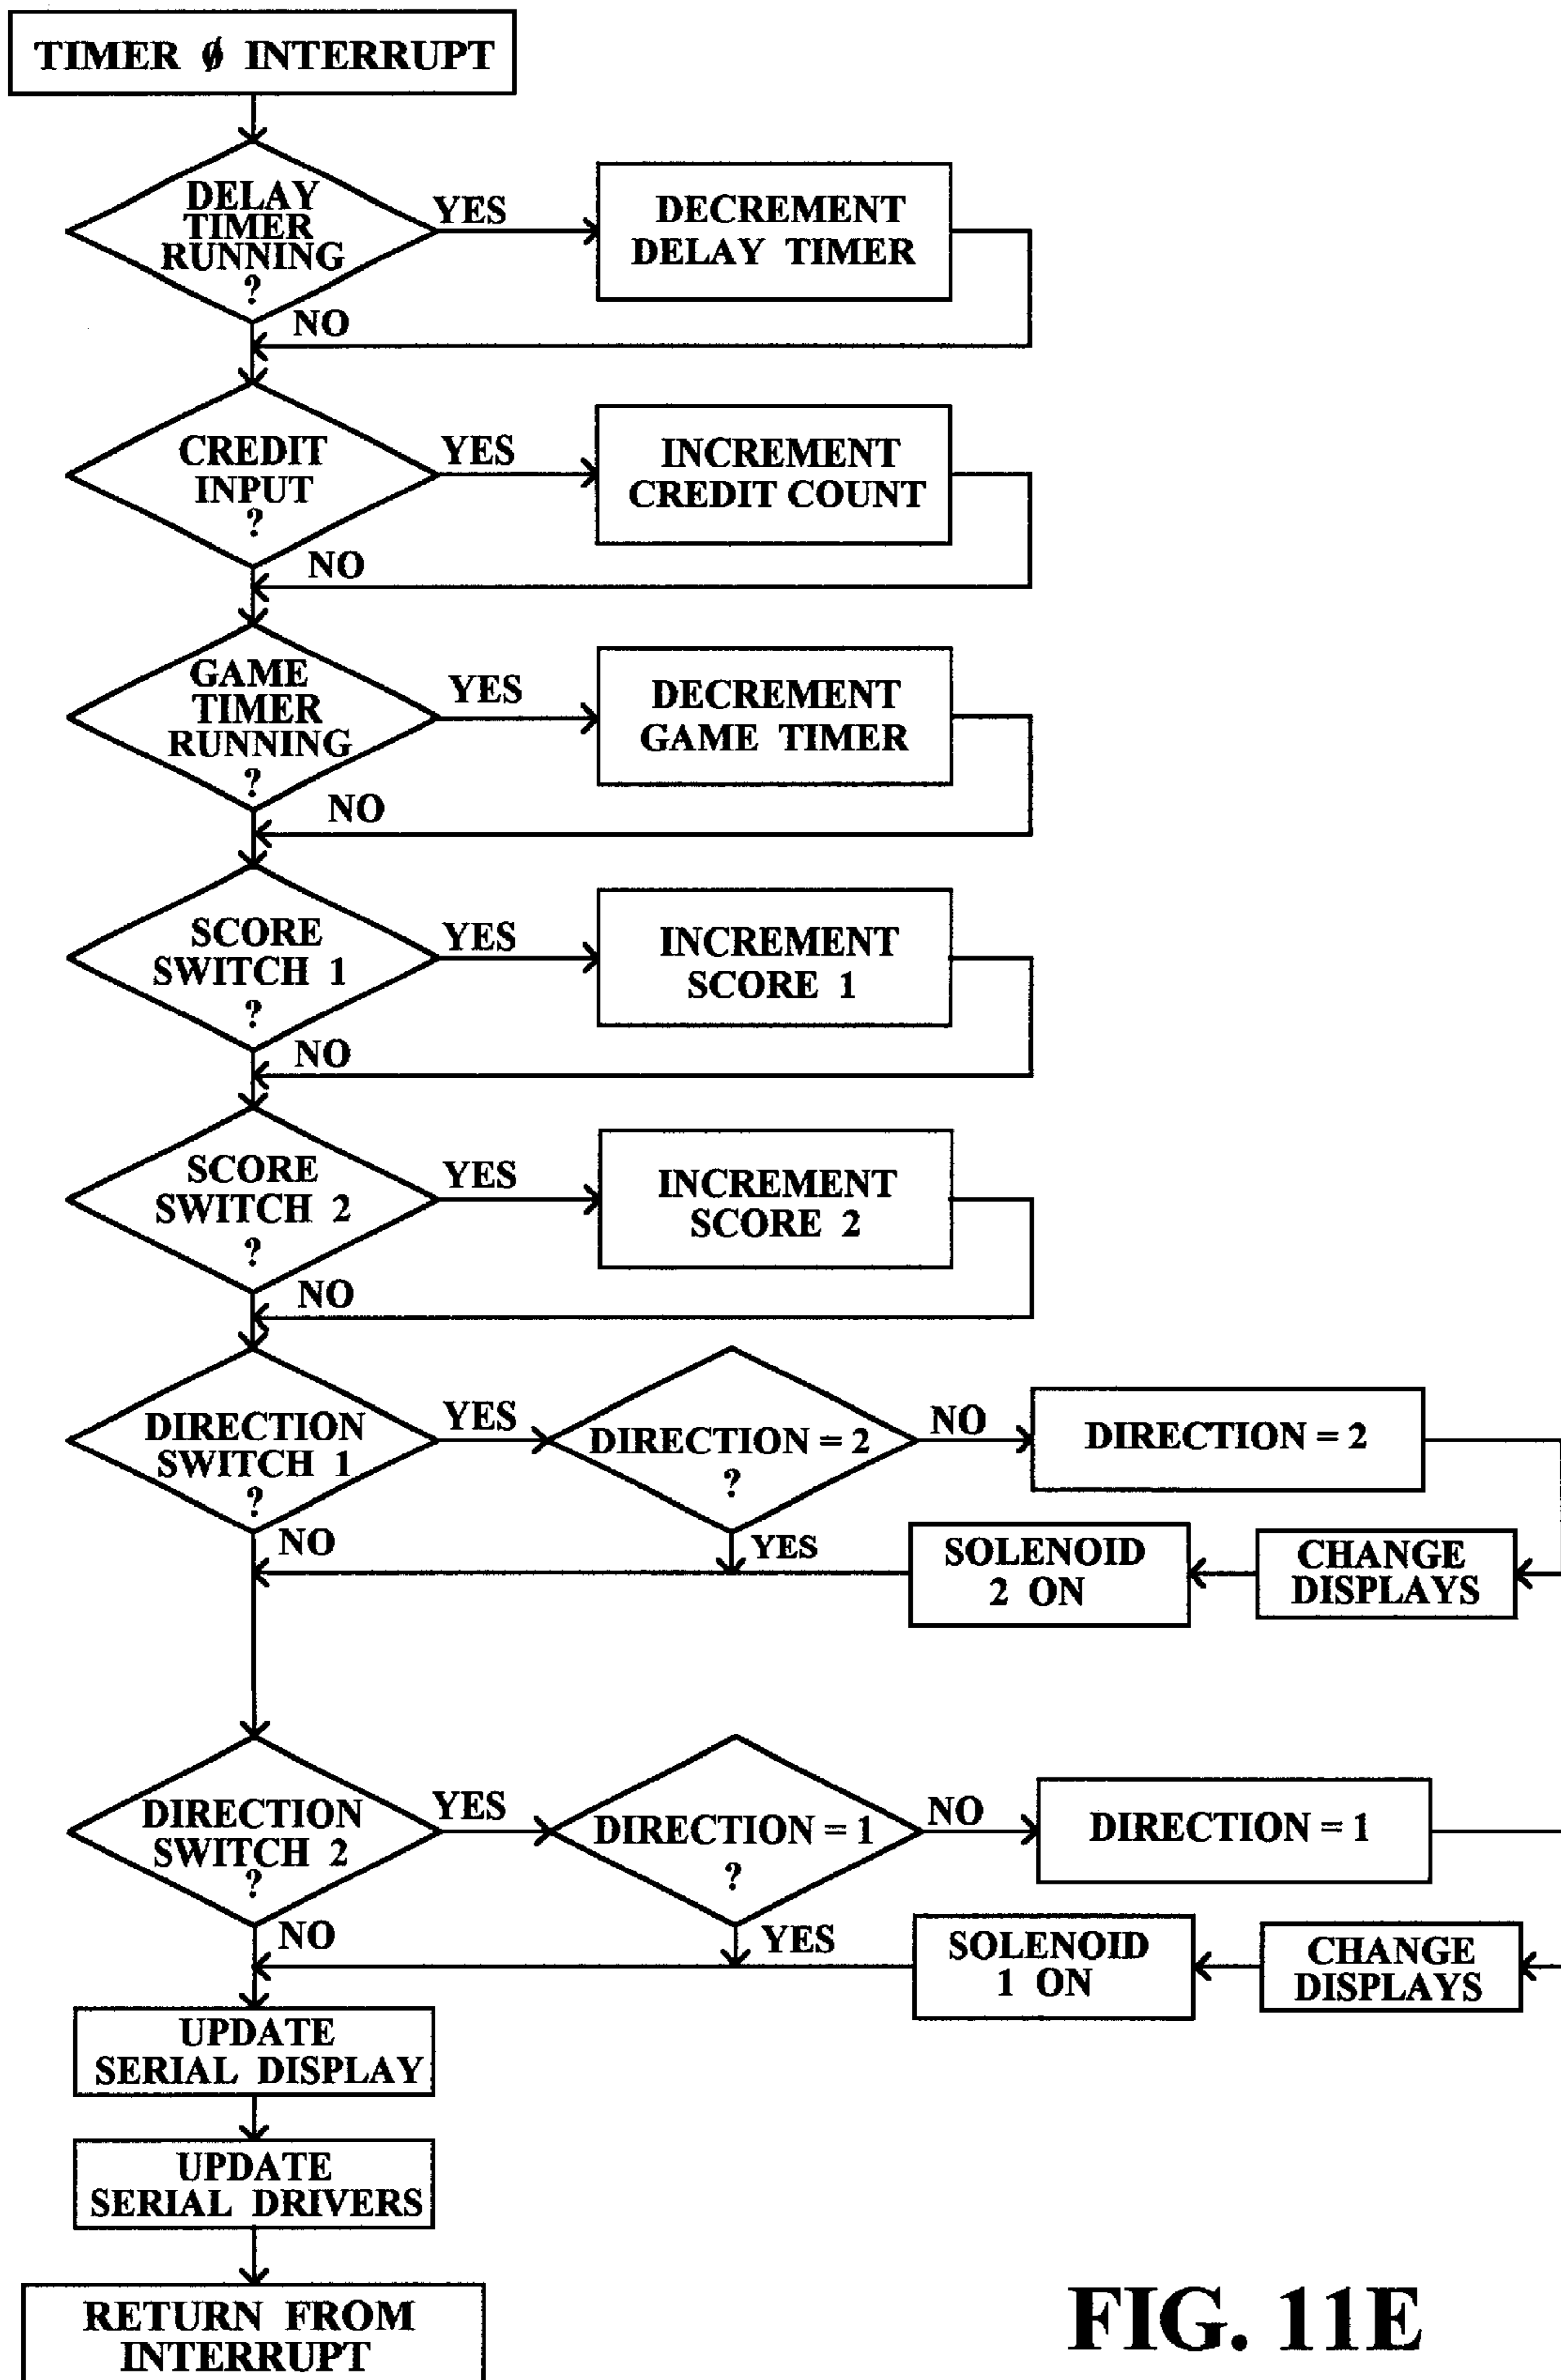 TIMER 0 INTERRUPT
DELAY
TIMER
RUNNING
?
YES
DECREMENT
DELAY TIMER
NO
CREDIT
INPUT
?
YES
INCREMENT
CREDIT COUNT
NO
GAME
TIMER
RUNNING
?
YES
DECREMENT
GAME TIMER
NO
SCORE
SWITCH 1
?
YES
INCREMENT
SCORE 1
NO
SCORE
SWITCH 2
?
YES
INCREMENT
SCORE 2
NO
DIRECTION
SWITCH 1
?
YES
DIRECTION = 2
?
NO
DIRECTION = 2
NO
YES
SOLENOID
2 ON
CHANGE
DISPLAYS
DIRECTION
SWITCH 2
?
YES
DIRECTION = 1
?
NO
DIRECTION = 1
NO
YES
SOLENOID
1 ON
CHANGE
DISPLAYS
UPDATE
SERIAL DISPLAY
UPDATE
SERIAL DRIVERS
RETURN FROM
INTERRUPT
FIG. 11E